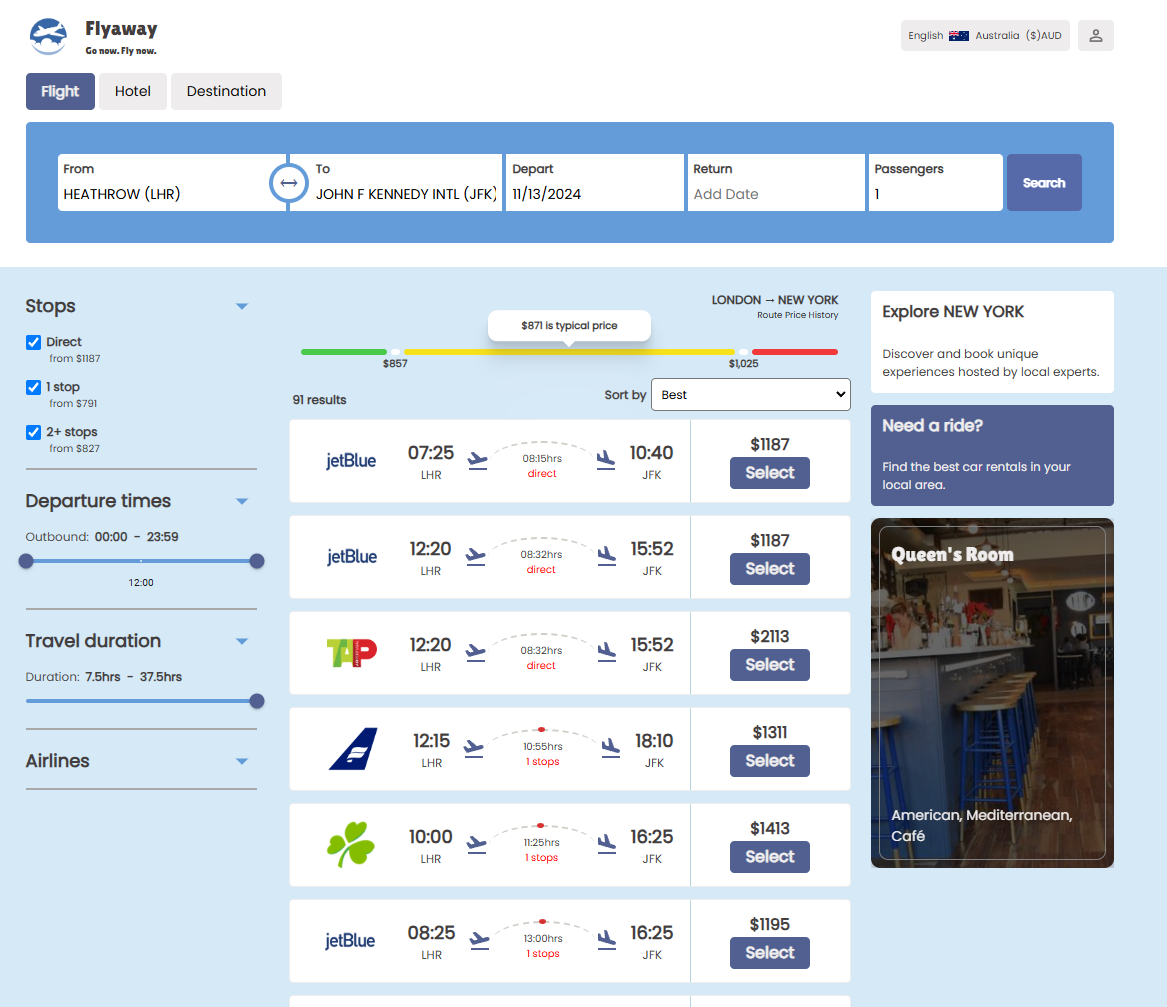 Flyaway
Go now. Fly now.
English Australia ($)AUD
Flight Hotel Destination
From To Depart Return Passengers
HEATHROW (LHR) JOHN F KENNEDY INTL (JFK) 11/13/2024 Add Date 1 Search
Stops
Direct
from $1187
1 stop
from $791
2+ stops
from $827
Departure times
Outbound: 00:00 - 23:59
12:00
Travel duration
Duration: 7.5hrs - 37.5hrs
Airlines
LONDON → NEW YORK
Route Price History
$871 is typical price
$857 $1,025
91 results Sort by Best
jetBlue 07:25 LHR 08:15hrs direct 10:40 JFK $1187 Select
jetBlue 12:20 LHR 08:32hrs direct 15:52 JFK $1187 Select
TAP 12:20 LHR 08:32hrs direct 15:52 JFK $2113 Select
12:15 LHR 10:55hrs 1 stops 18:10 JFK $1311 Select
10:00 LHR 11:25hrs 1 stops 16:25 JFK $1413 Select
jetBlue 08:25 LHR 13:00hrs 1 stops 16:25 JFK $1195 Select
Explore NEW YORK
Discover and book unique
experiences hosted by local experts.
Need a ride?
Find the best car rentals in your
local area.
Queen's Room
American, Mediterranean,
Café